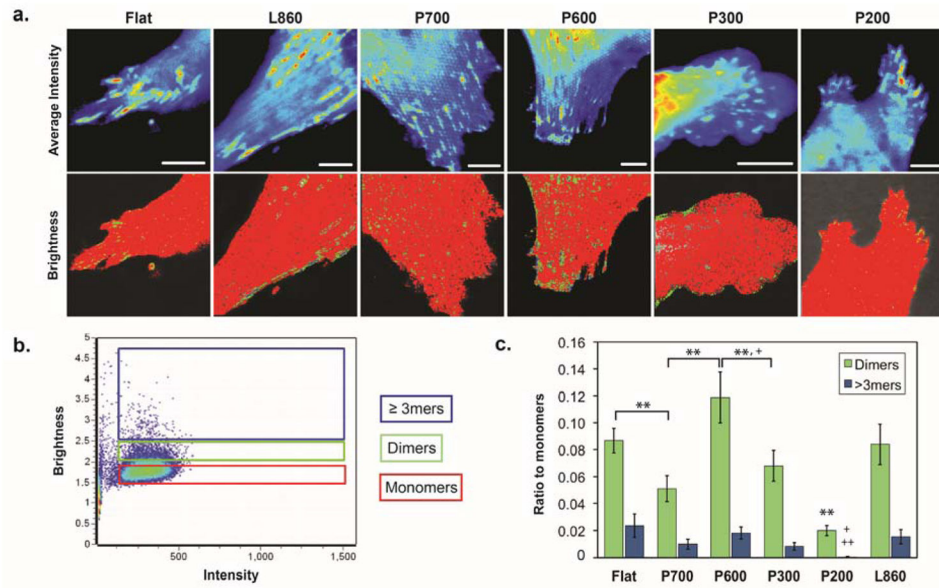 a.
Flat L860 P700 P600 P300 P200
Average Intensity
Brightness
b.
5
4.5
4
3.5
3
2.5
2
1.5
1
0.5
0
Brightness
0 500 1,000 1,500
Intensity
≥ 3mers
Dimers
Monomers
c.
0.16
0.14
0.12
0.10
0.08
0.06
0.04
0.02
0
Ratio to monomers
** **,+
**
** +
++
Dimers
>3mers
Flat P700 P600 P300 P200 L860